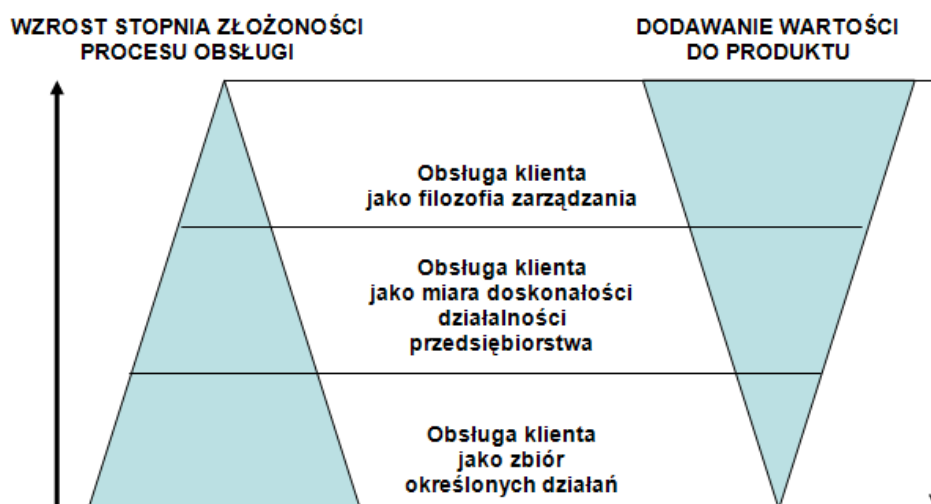 WZROST STOPNIA ZŁOŻONOŚCI
PROCESU OBSŁUGI
DODAWANIE WARTOŚCI
DO PRODUKTU
Obsługa klienta
jako filozofia zarządzania
Obsługa klienta
jako miara doskonałości
działalności
przedsiębiorstwa
Obsługa klienta
jako zbiór
określonych działań